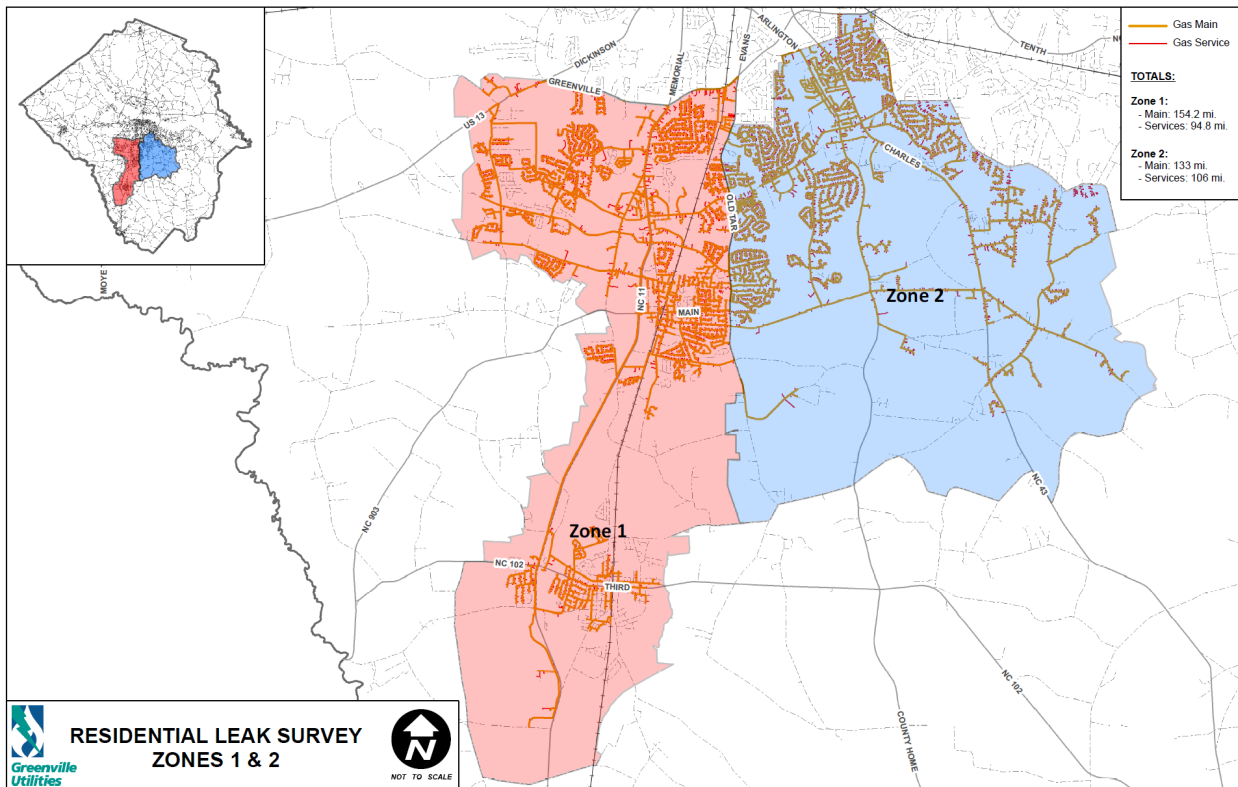 Gas Main
Gas Service
TOTALS:
Zone 1:
- Main: 154.2 mi.
- Services: 94.8 mi.
Zone 2:
- Main: 133 mi.
- Services: 106 mi.
DICKINSON
MEMORIAL
EVANS
ARLINGTON
TENTH
GREENVILLE
US 13
CHARLES
OLD TAR
MOYE
NC 11
MAIN
Zone 2
NC 43
NC 903
Zone 1
NC 102
THIRD
NC 102
COUNTY HOME
RESIDENTIAL LEAK SURVEY
ZONES 1 & 2
Greenville
Utilities
N
NOT TO SCALE